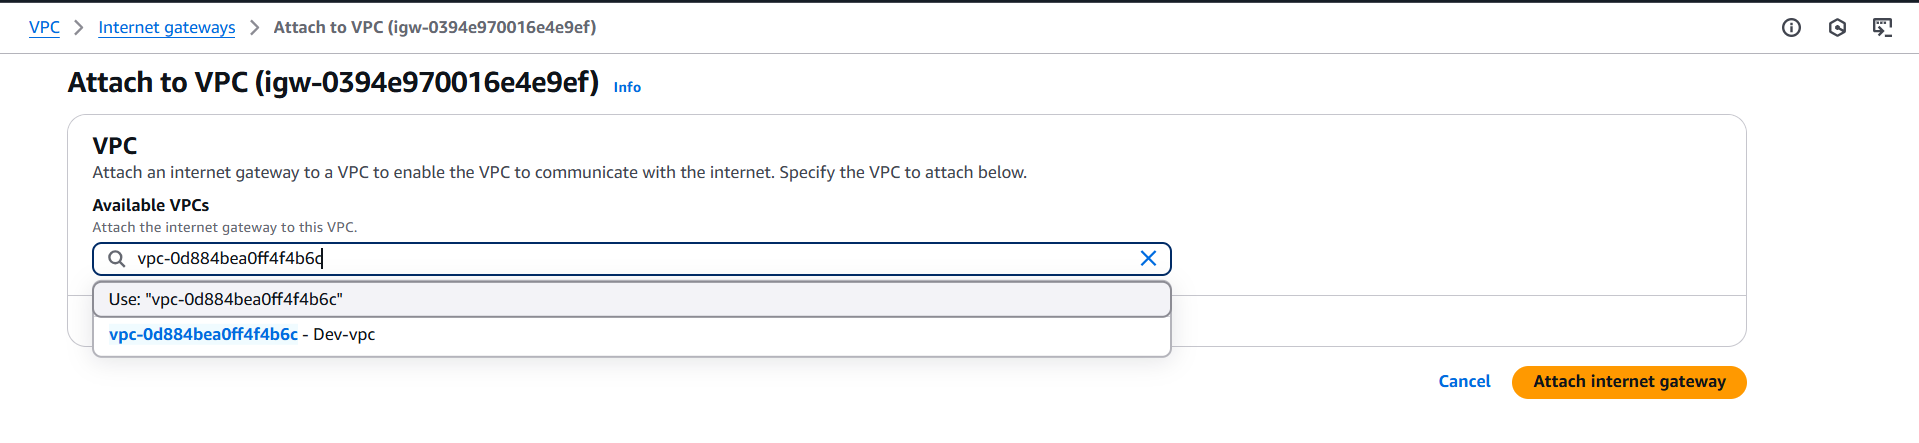 VPC > Internet gateways > Attach to VPC (igw-0394e970016e4e9ef)
Attach to VPC (igw-0394e970016e4e9ef) Info
VPC
Attach an internet gateway to a VPC to enable the VPC to communicate with the internet. Specify the VPC to attach below.
Available VPCs
Attach the internet gateway to this VPC.
vpc-0d884bea0ff4f4b6c
Use: "vpc-0d884bea0ff4f4b6c"
vpc-0d884bea0ff4f4b6c - Dev-vpc
Cancel Attach internet gateway